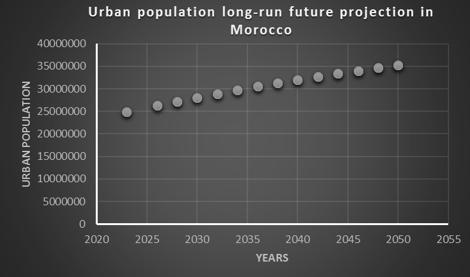 Urban population long-run future projection in
Morocco
40000000
35000000
30000000
25000000
20000000
15000000
10000000
5000000
0
URBAN POPULATION
2020 2025 2030 2035 2040 2045 2050 2055
YEARS